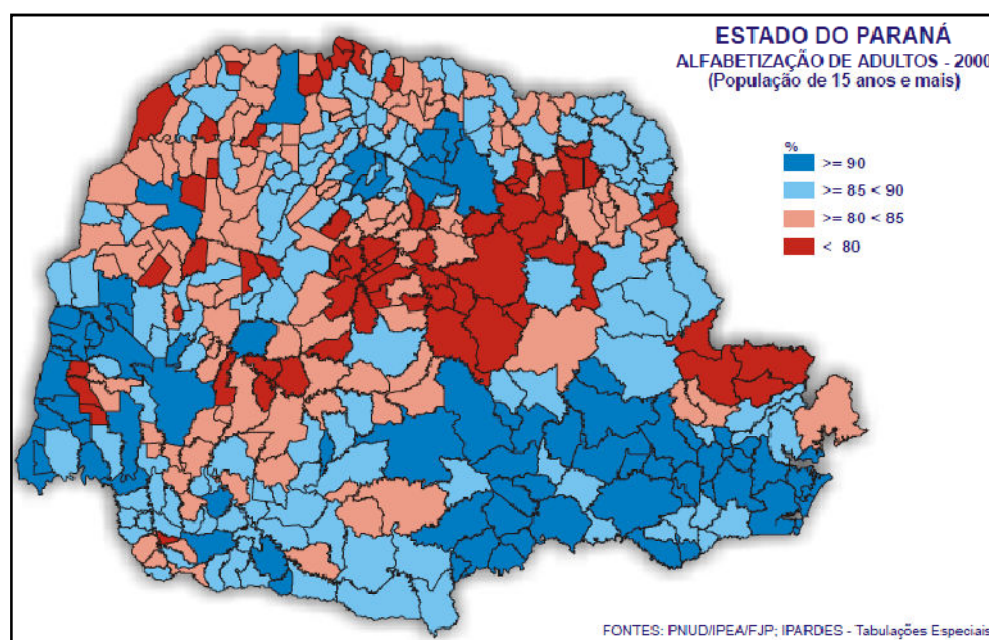 ESTADO DO PARANÁ
ALFABETIZAÇÃO DE ADULTOS - 2000
(População de 15 anos e mais)
%
>= 90
>= 85 < 90
>= 80 < 85
< 80
FONTES: PNUD/IPEA/FJP; IPARDES - Tabulações Especiais